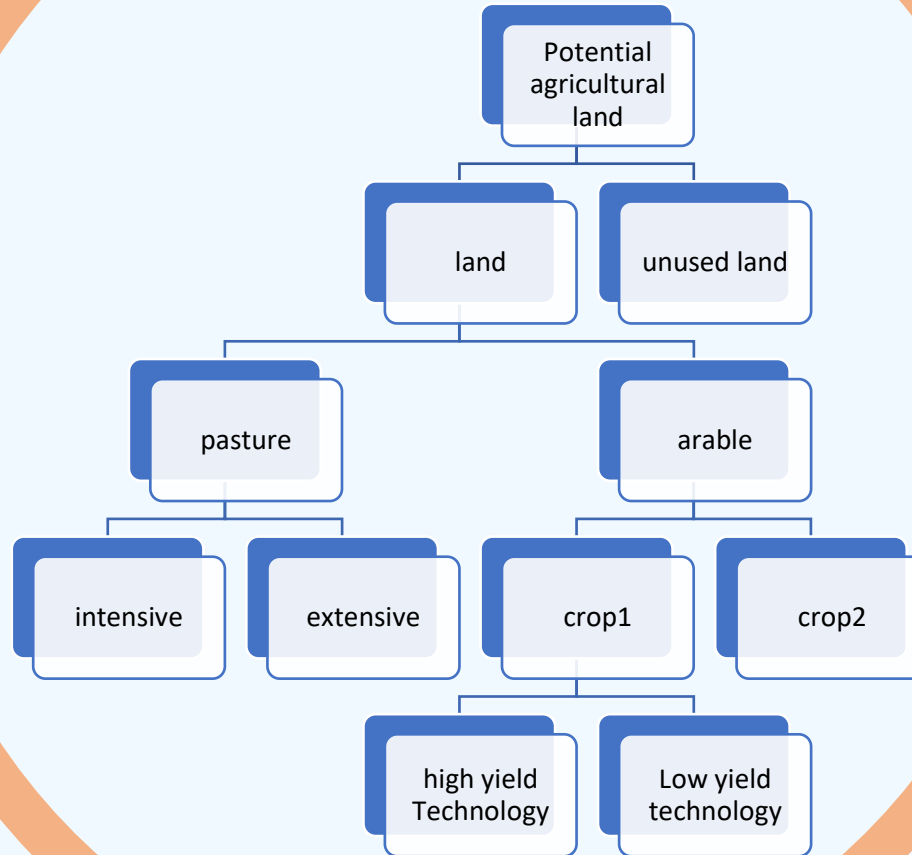 Potential
agricultural
land
land
unused land
pasture
arable
intensive
extensive
crop1
crop2
high yield
Technology
Low yield
technology